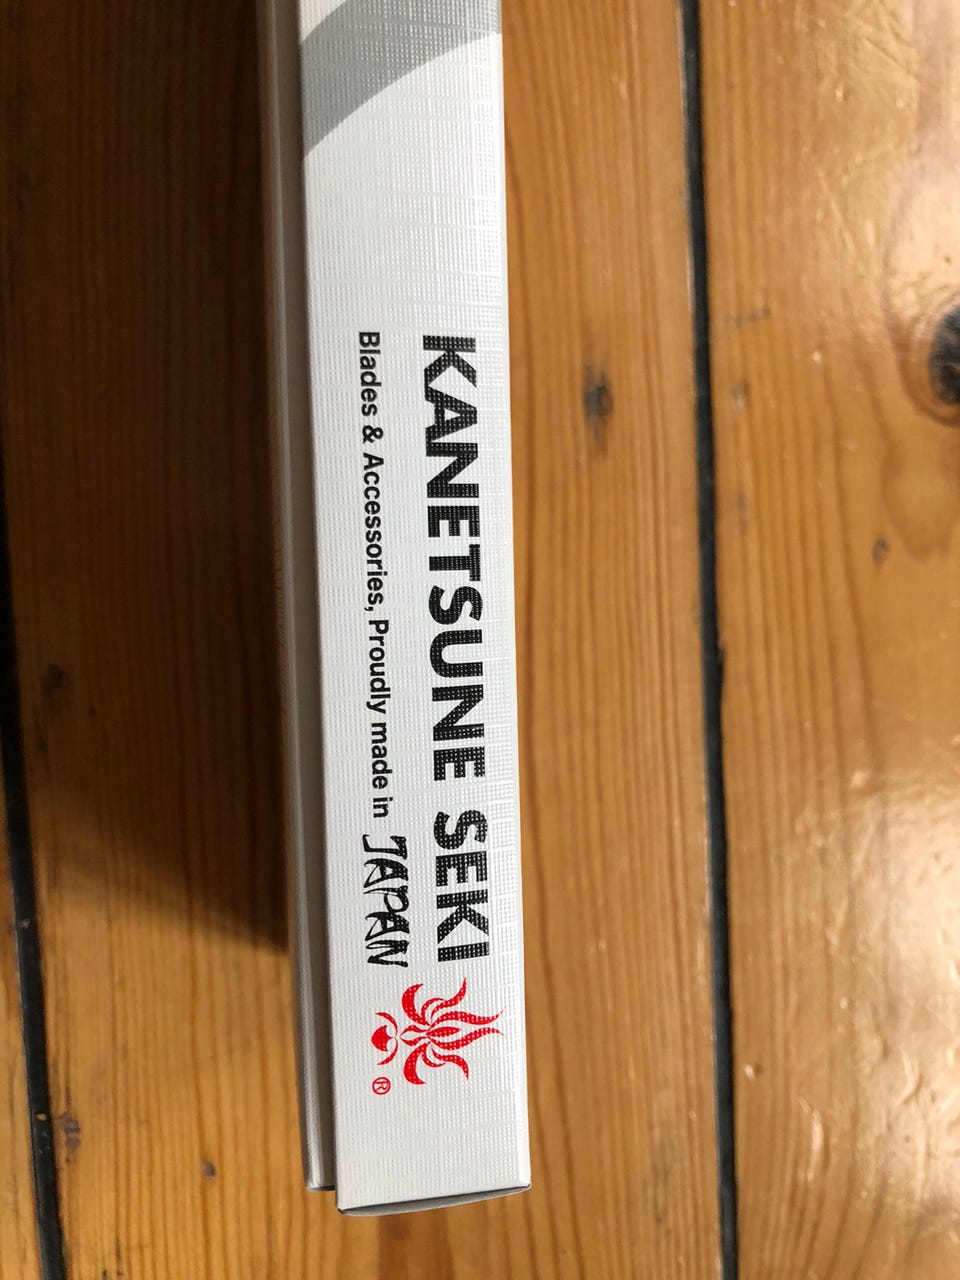 KANETSUNE SEKI
Blades & Accessories, Proudly made in JAPAN
®